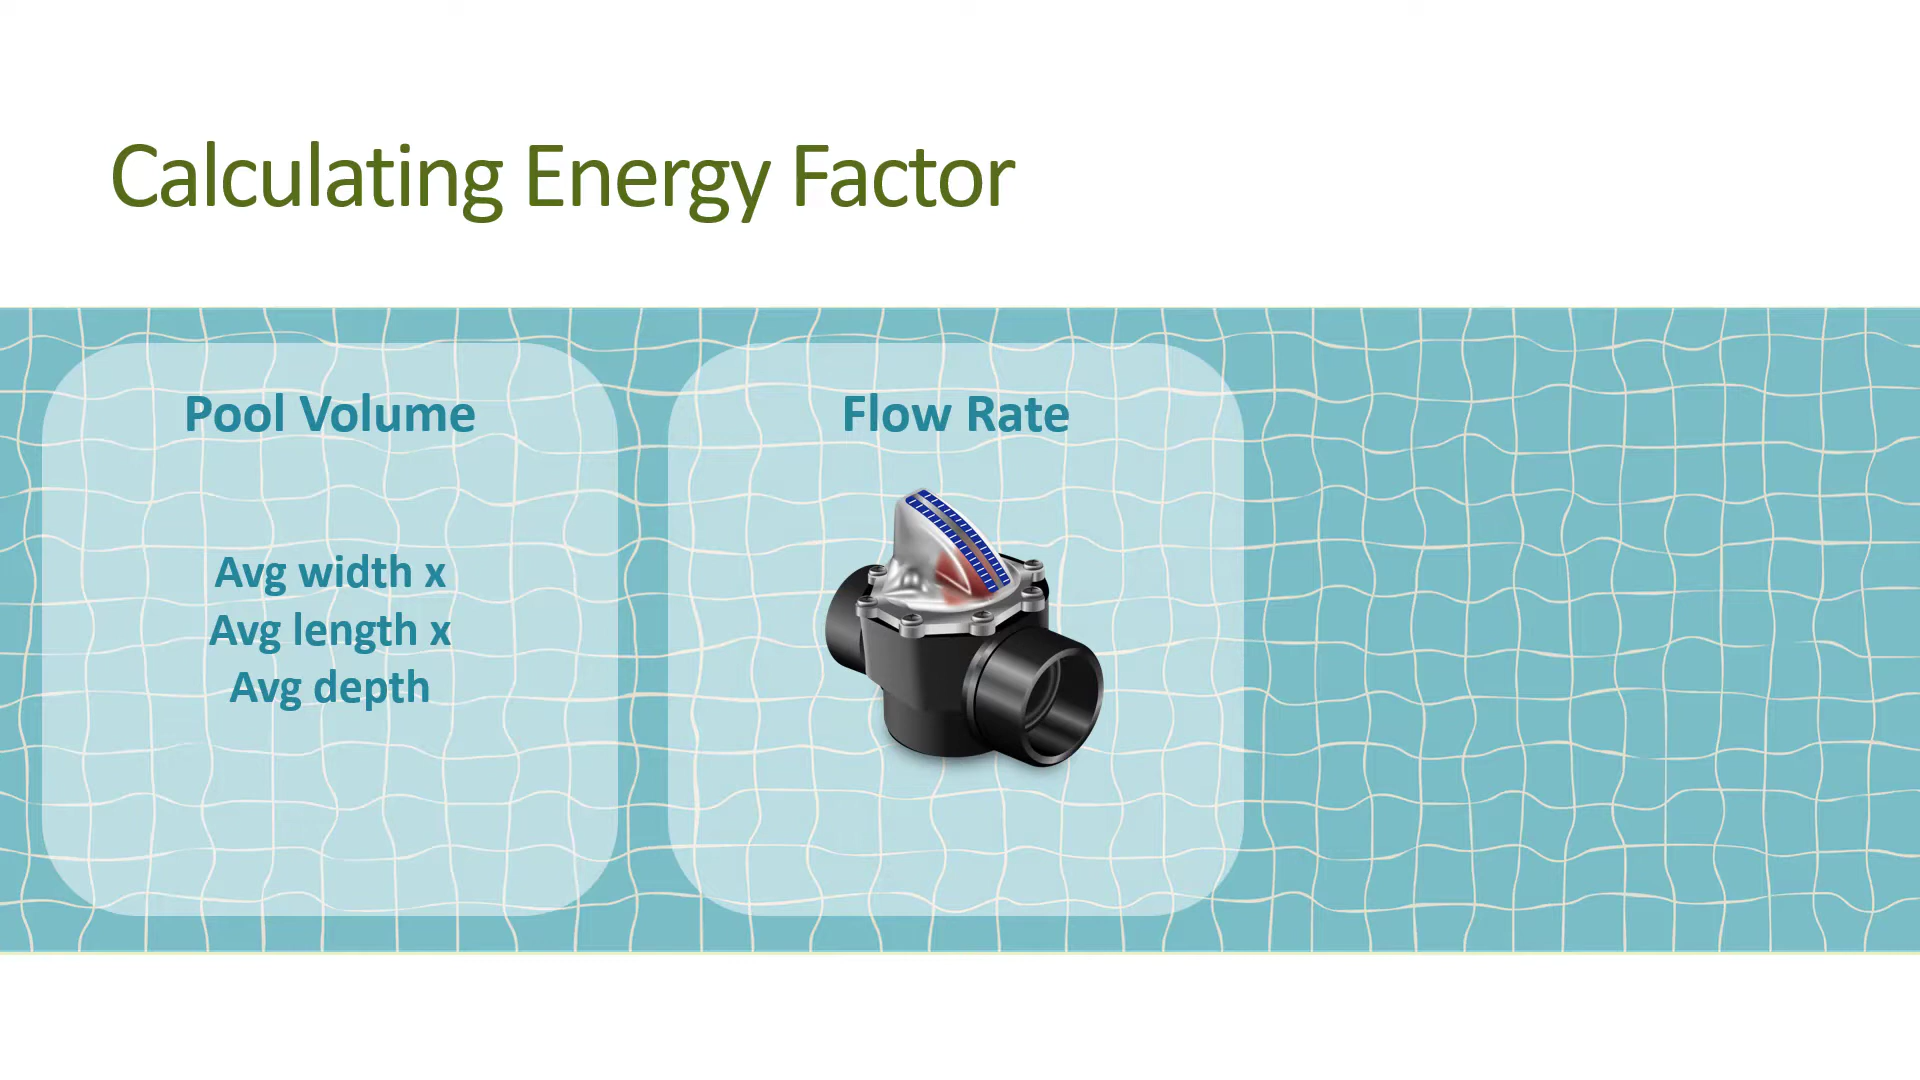 Calculating Energy Factor
Pool Volume
Avg width x
Avg length x
Avg depth
Flow Rate